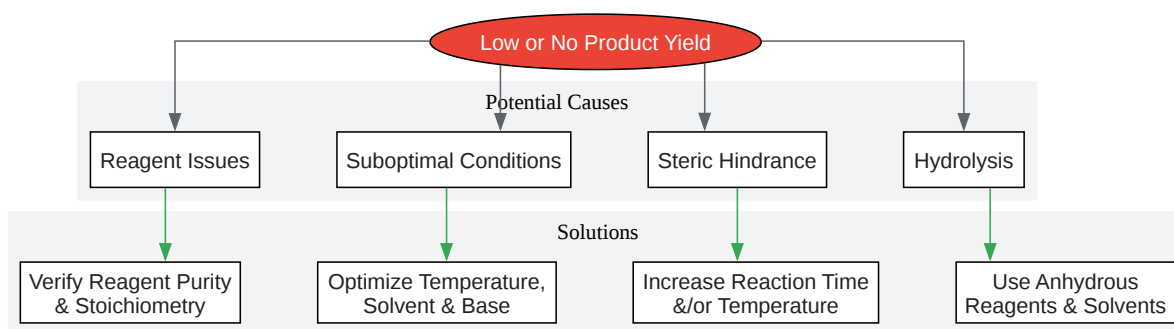 Low or No Product Yield
Potential Causes
Reagent Issues
Suboptimal Conditions
Steric Hindrance
Hydrolysis
Solutions
Verify Reagent Purity
& Stoichiometry
Optimize Temperature,
Solvent & Base
Increase Reaction Time
&/or Temperature
Use Anhydrous
Reagents & Solvents